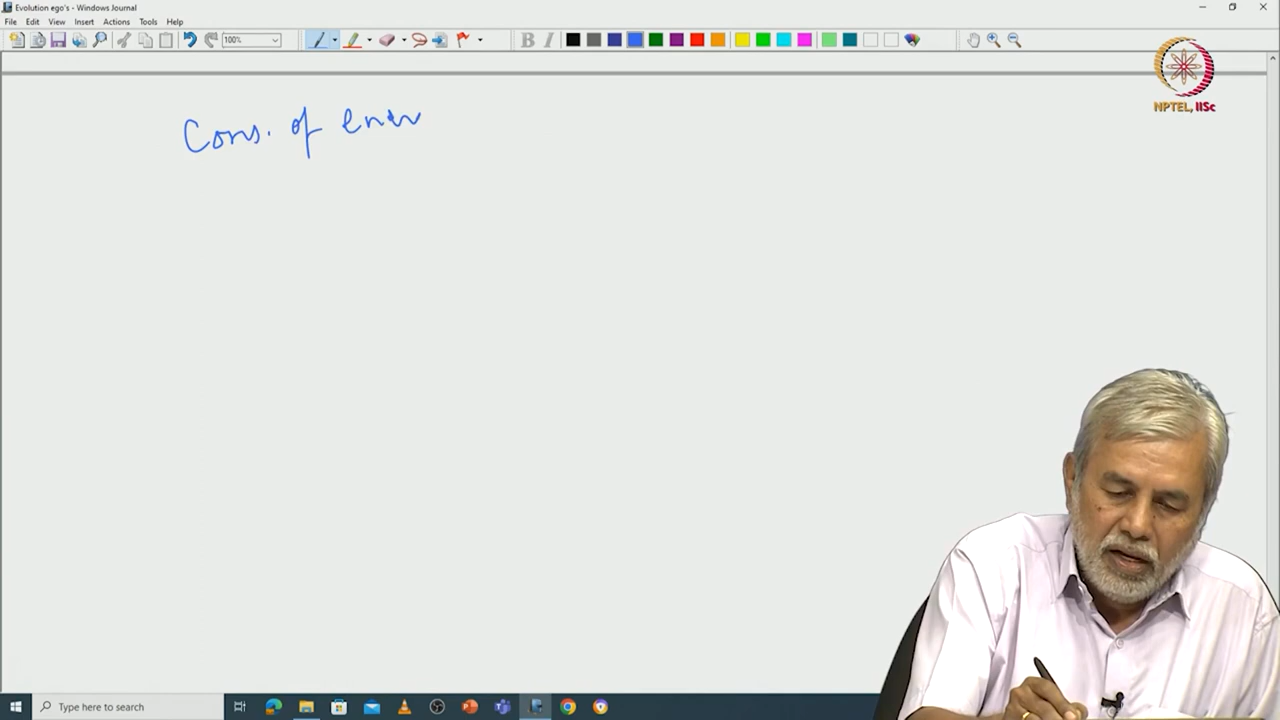 Evolution eqo's - Windows Journal
File Edit View Insert Actions Tools Help
100%
B I
NPTEL, IISc
Cons. of ener
Type here to search